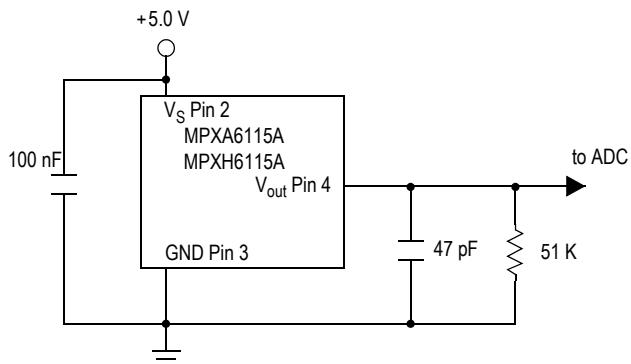 +5.0 V
VS Pin 2
MPXA6115A
MPXH6115A
100 nF
to ADC
Vout Pin 4
GND Pin 3
47 pF
51 K